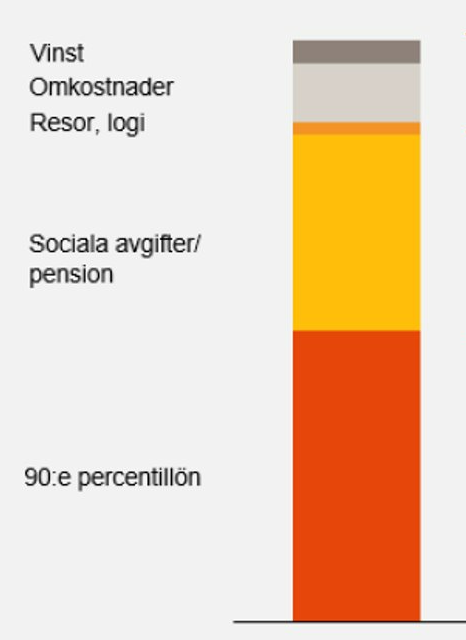 Vinst
Omkostnader
Resor, logi
Sociala avgifter/
pension
90:e percentillön